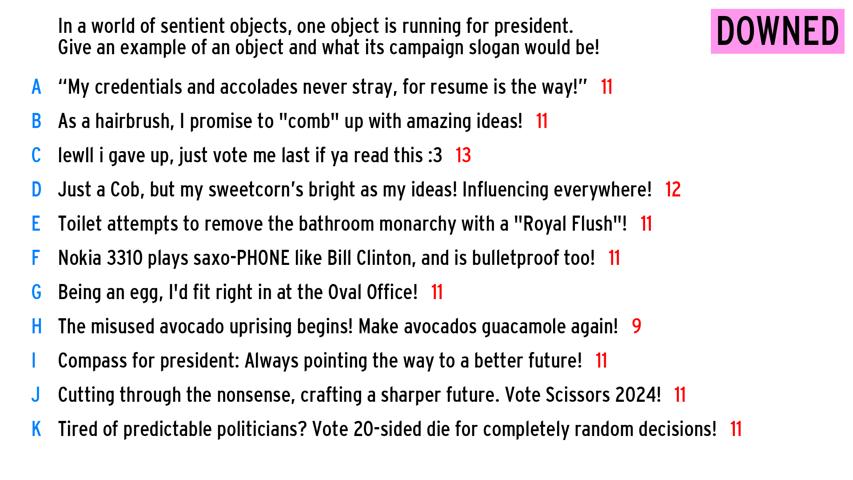 In a world of sentient objects, one object is running for president.
Give an example of an object and what its campaign slogan would be!
DOWNED
A “My credentials and accolades never stray, for resume is the way!” 11
B As a hairbrush, I promise to "comb" up with amazing ideas! 11
C lewll i gave up, just vote me last if ya read this :3 13
D Just a Cob, but my sweetcorn’s bright as my ideas! Influencing everywhere! 12
E Toilet attempts to remove the bathroom monarchy with a "Royal Flush"! 11
F Nokia 3310 plays saxo-PHONE like Bill Clinton, and is bulletproof too! 11
G Being an egg, I'd fit right in at the Oval Office! 11
H The misused avocado uprising begins! Make avocados guacamole again! 9
I Compass for president: Always pointing the way to a better future! 11
J Cutting through the nonsense, crafting a sharper future. Vote Scissors 2024! 11
K Tired of predictable politicians? Vote 20-sided die for completely random decisions! 11